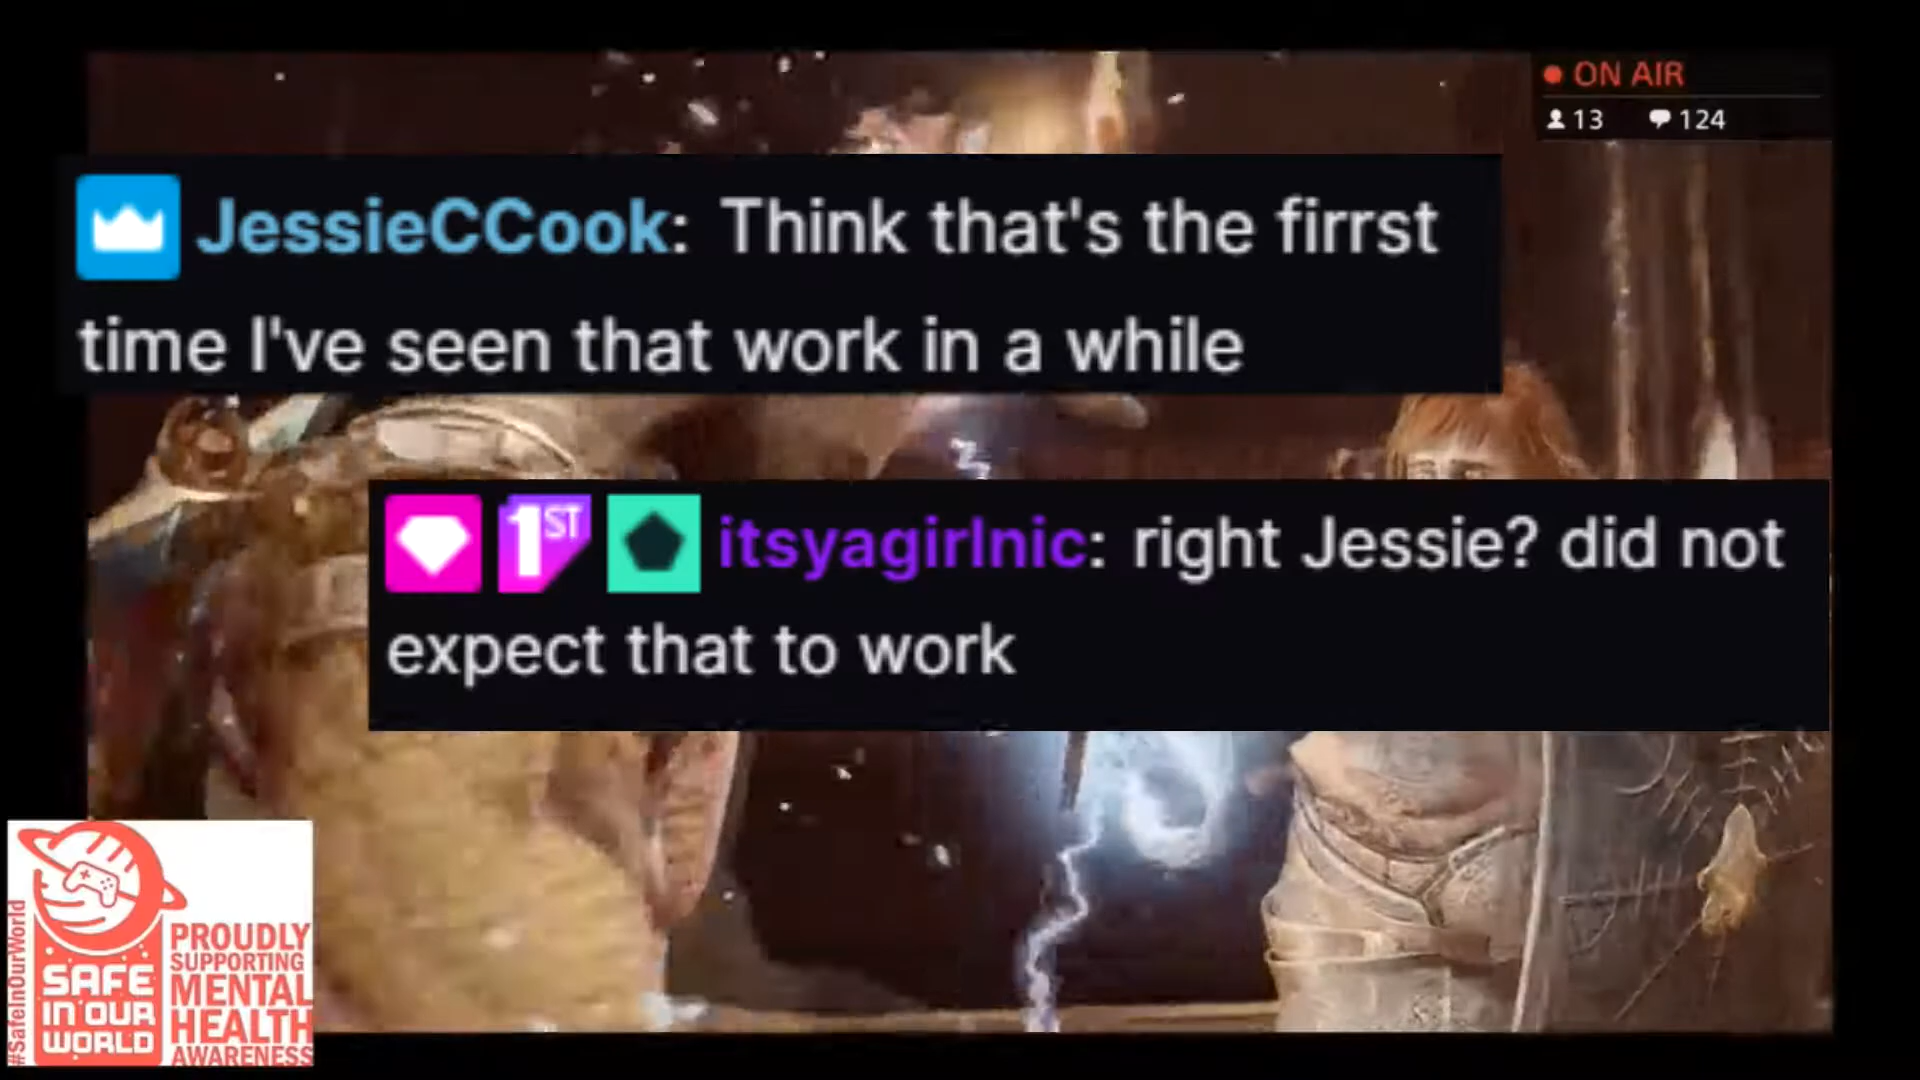 ON AIR
13 124
JessieCCook: Think that's the firrst
time I've seen that work in a while
1ST itsyagirlnic: right Jessie? did not
expect that to work
#SafeInOurWorld
SAFE
IN OUR
WORLD
PROUDLY
SUPPORTING
MENTAL
HEALTH
AWARENESS